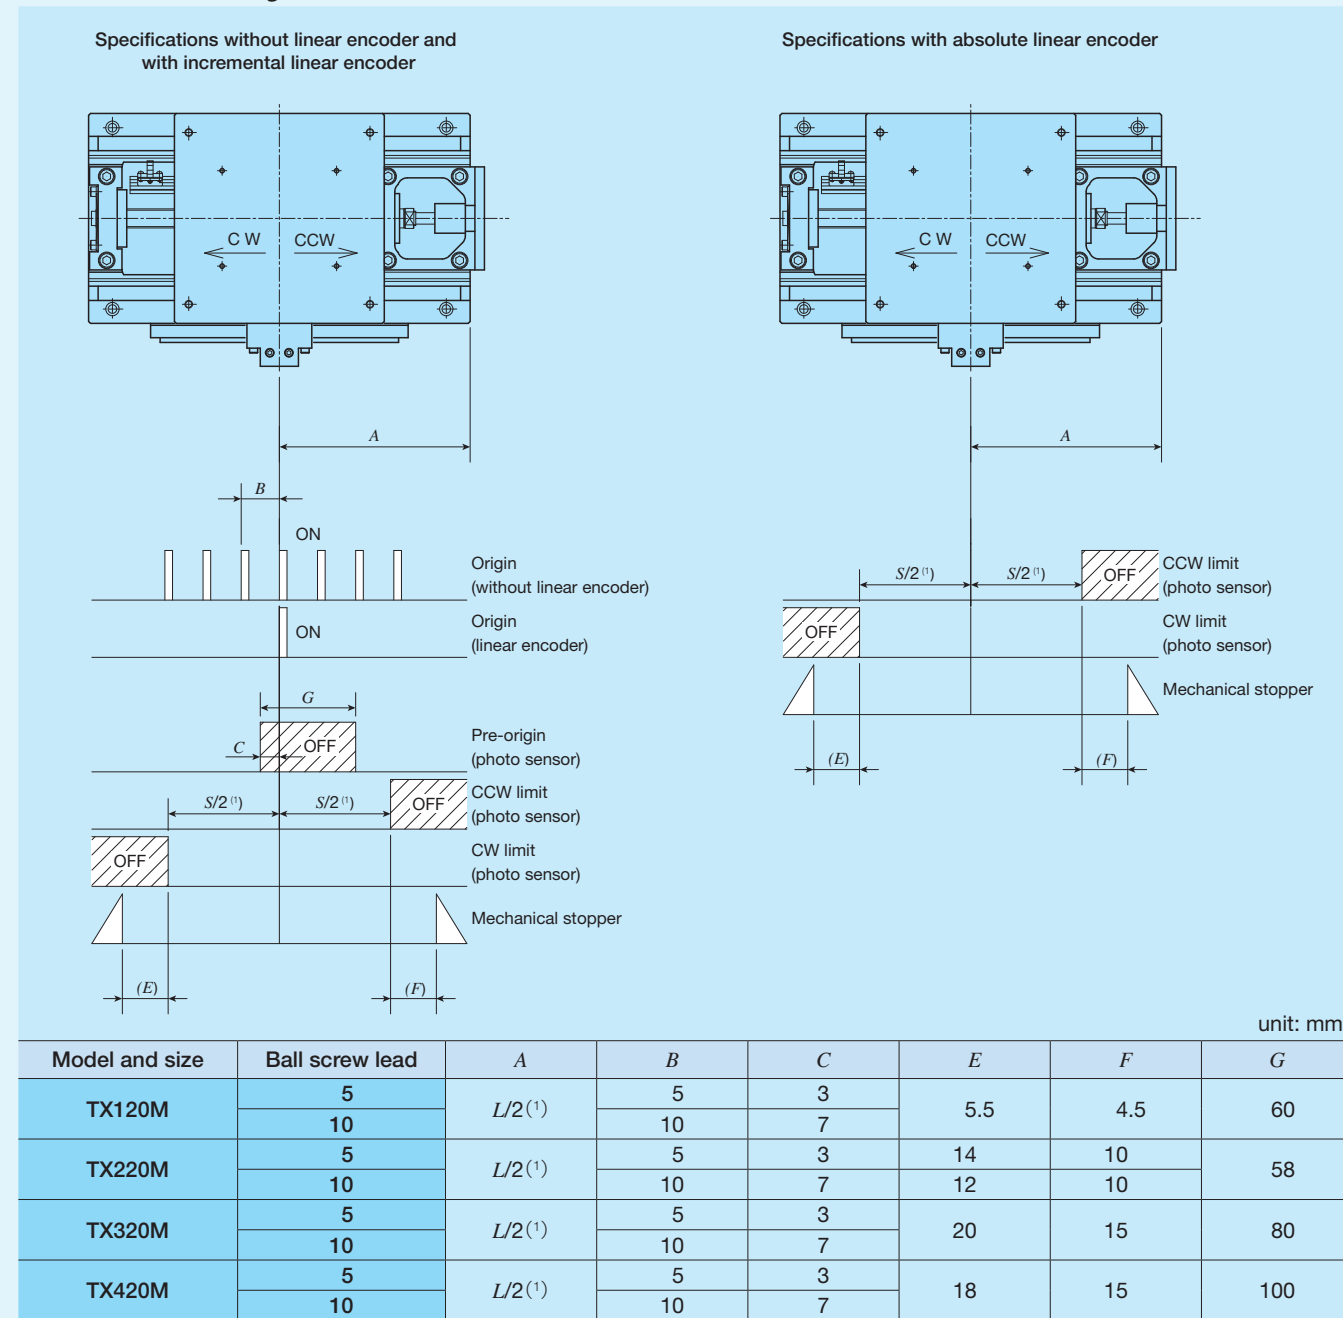 Specifications without linear encoder and
with incremental linear encoder
C W
CCW
A
B
ON
Origin
(without linear encoder)
ON
Origin
(linear encoder)
G
C
OFF
Pre-origin
(photo sensor)
S/2 (1)
S/2 (1)
OFF
CCW limit
(photo sensor)
OFF
CW limit
(photo sensor)
Mechanical stopper
(E)
(F)
Specifications with absolute linear encoder
C W
CCW
A
S/2 (1)
S/2 (1)
OFF
CCW limit
(photo sensor)
OFF
CW limit
(photo sensor)
Mechanical stopper
(E)
(F)
unit: mm
Model and size Ball screw lead A B C E F G
TX120M 5 L/2(1) 5 3 5.5 4.5 60
10 10 7
TX220M 5 L/2(1) 5 3 14 10 58
10 10 7 12 10
TX320M 5 L/2(1) 5 3 20 15 80
10 10 7
TX420M 5 L/2(1) 5 3 18 15 100
10 10 7